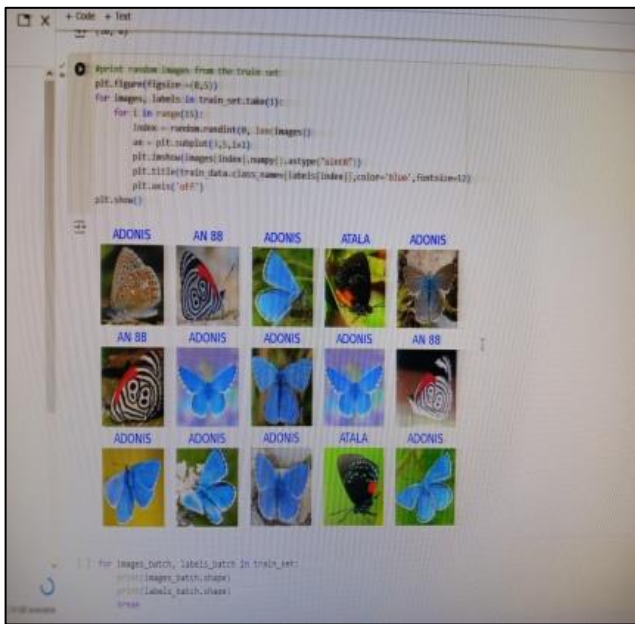 + Code + Text
#print random images from the train set
plt.figure(figsize=(8,5))
for images, labels in train_set.take(1):
for i in range(15):
index = random.randint(0, len(images))
ax = plt.subplot(3,5,i+1)
plt.imshow(images[index].numpy().astype("uint8"))
plt.title(train_data.class_names[labels[index]],color='blue',fontsize=12)
plt.axis('off')
plt.show()
ADONIS AN 88 ADONIS ATALA ADONIS
AN 88 ADONIS ADONIS ADONIS AN 88
ADONIS ADONIS ADONIS ATALA ADONIS
[ ] for images_batch, labels_batch in train_set:
print(images_batch.shape)
print(labels_batch.shape)
break